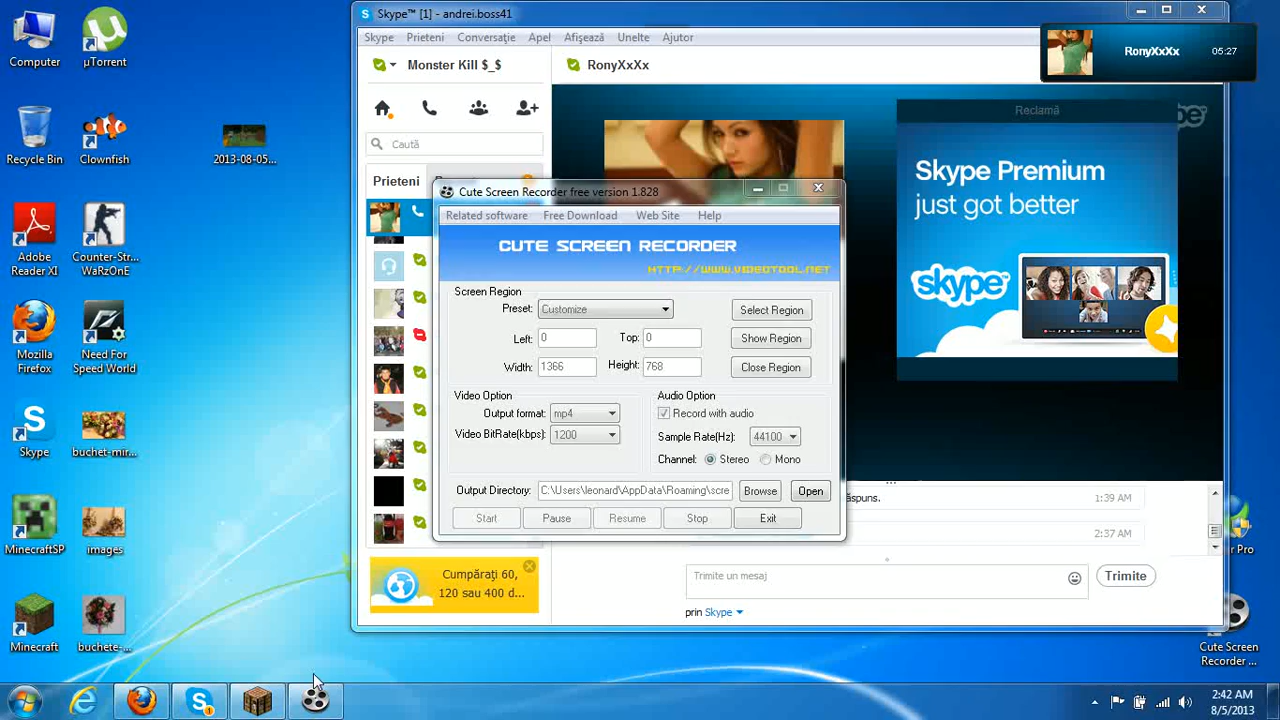 Computer
µTorrent
Recycle Bin
Clownfish
2013-08-05...
Adobe
Reader XI
Counter-Str...
WaRzOnE
Mozilla
Firefox
Need For
Speed World
Skype
buchet-mir...
MinecraftSP
images
Minecraft
buchete-...
Skype™ [1] - andrei.boss41
Skype Prieteni Conversaţie Apel Afişează Unelte Ajutor
Monster Kill $_$
RonyXxXx
RonyXxXx 05:27
Caută
Prieteni
Reclamă
Skype Premium
just got better
skype
Cute Screen Recorder free version 1.828
Related software Free Download Web Site Help
CUTE SCREEN RECORDER
HTTP://WWW.VIDEOTOOL.NET
Screen Region
Preset: Customize Select Region
Left: 0 Top: 0 Show Region
Width: 1366 Height: 768 Close Region
Video Option Audio Option
Output format: mp4 Record with audio
Video BitRate(kbps): 1200 Sample Rate(Hz): 44100
Channel: Stereo Mono
Output Directory: C:\Users\leonard\AppData\Roaming\scre Browse Open
Start Pause Resume Stop Exit
ăspuns. 1:39 AM
2:37 AM
Cumpăraţi 60,
120 sau 400 d...
Trimite un mesaj Trimite
prin Skype
er Pro
Cute Screen
Recorder ...
2:42 AM
8/5/2013